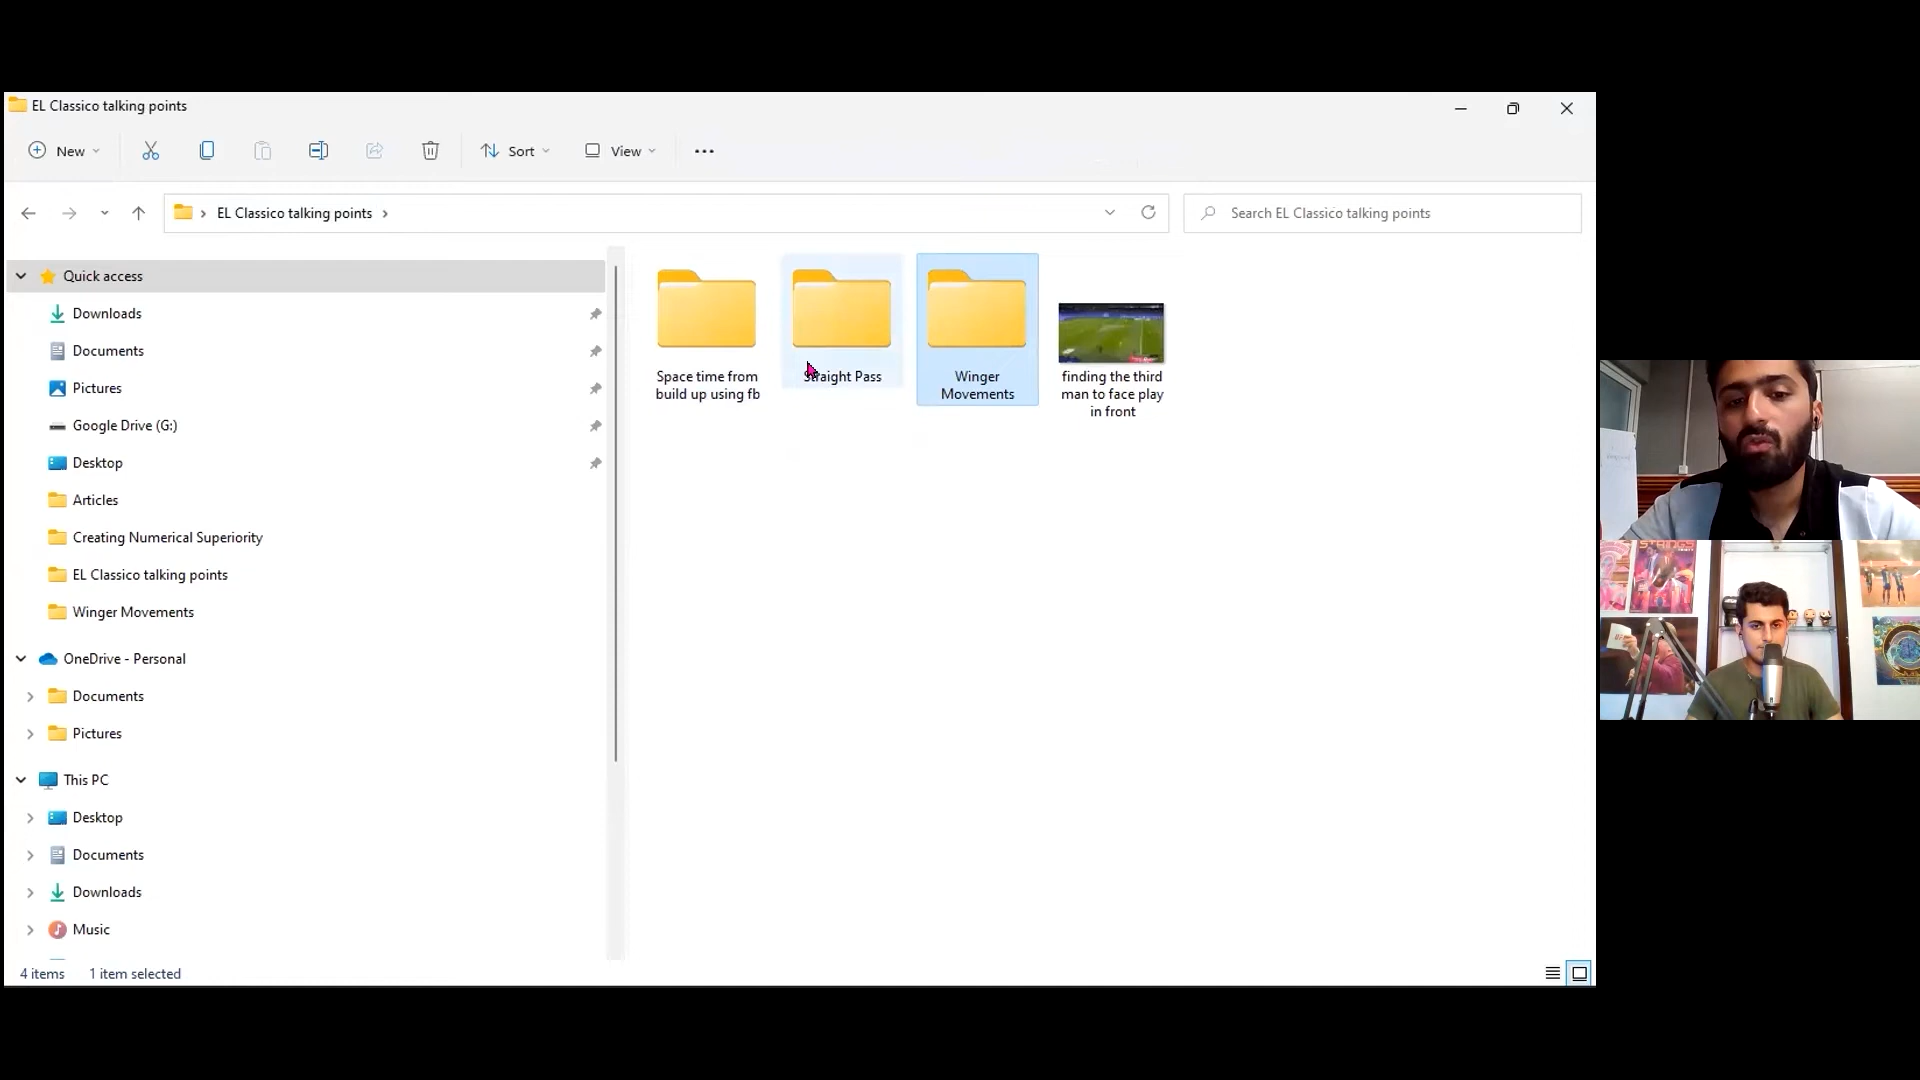 EL Classico talking points
New
Sort
View
EL Classico talking points
Search EL Classico talking points
Quick access
Downloads
Documents
Pictures
Google Drive (G:)
Desktop
Articles
Creating Numerical Superiority
EL Classico talking points
Winger Movements
OneDrive - Personal
Documents
Pictures
This PC
Desktop
Documents
Downloads
Music
Space time from
build up using fb
Straight Pass
Winger
Movements
finding the third
man to face play
in front
4 items
1 item selected